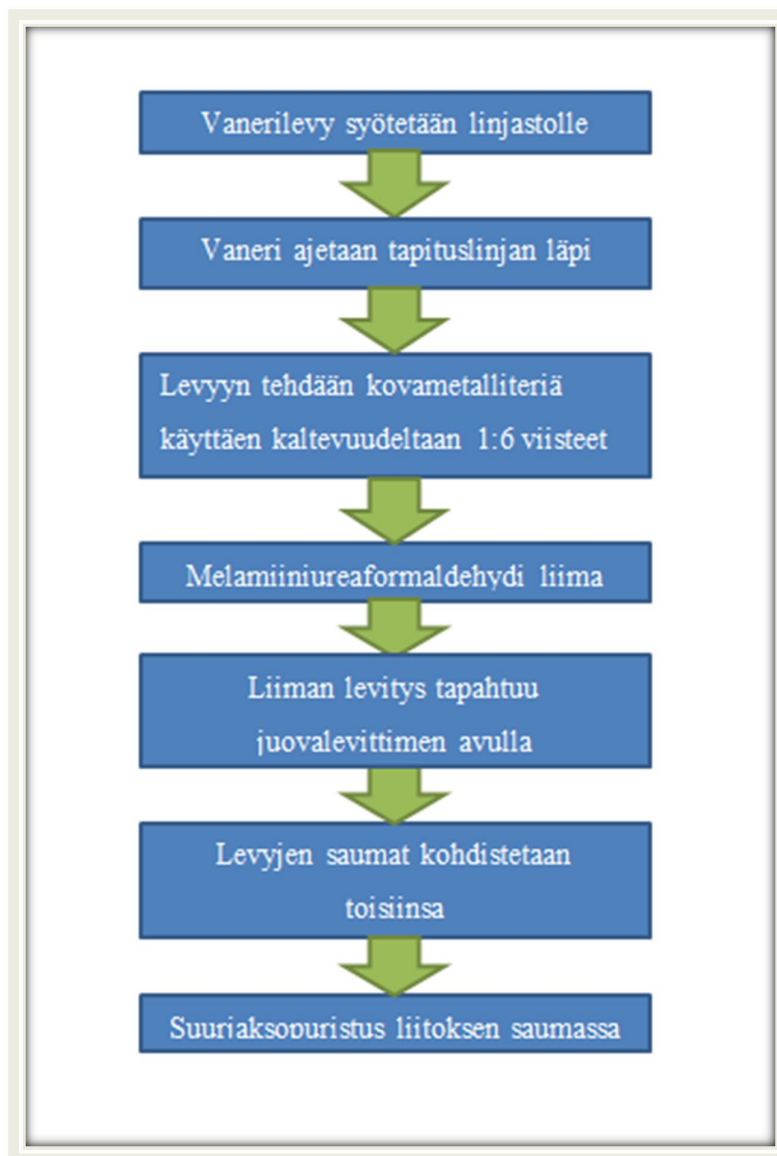 Vanerilevy syötetään linjastolle
Vaneri ajetaan tapituslinjan läpi
Levyyn tehdään kovametalliteriä
käyttäen kaltevuudeltaan 1:6 viisteet
Melamiiniureaformaldehydi liima
Liiman levitys tapahtuu
juovalevittimen avulla
Levyjen saumat kohdistetaan
toisiinsa
Suurjaksopuristus liitoksen saumassa